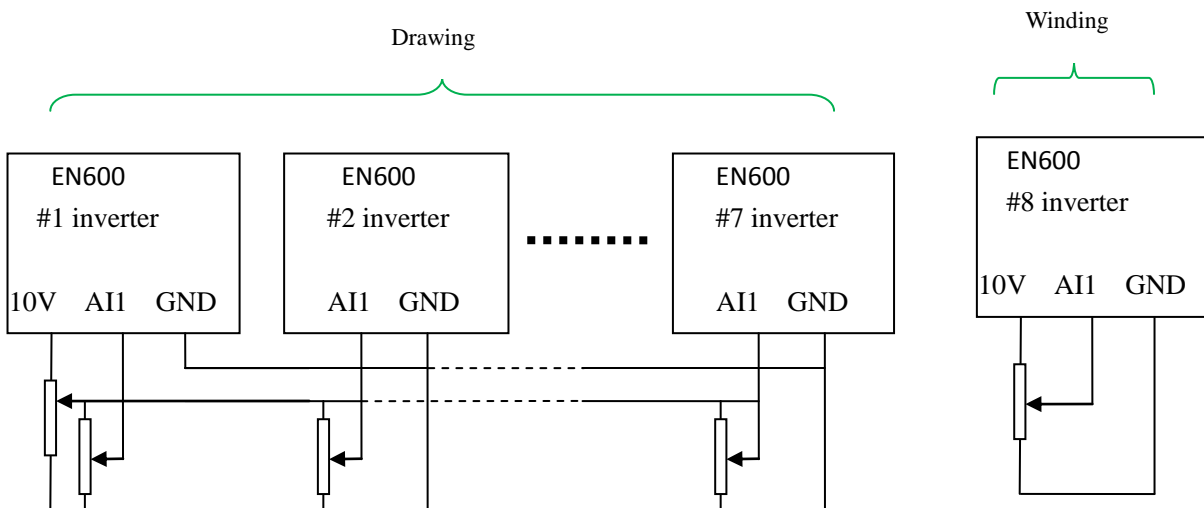 Drawing
Winding
EN600
#1 inverter
10V AI1 GND
EN600
#2 inverter
AI1 GND
EN600
#7 inverter
AI1 GND
EN600
#8 inverter
10V AI1 GND